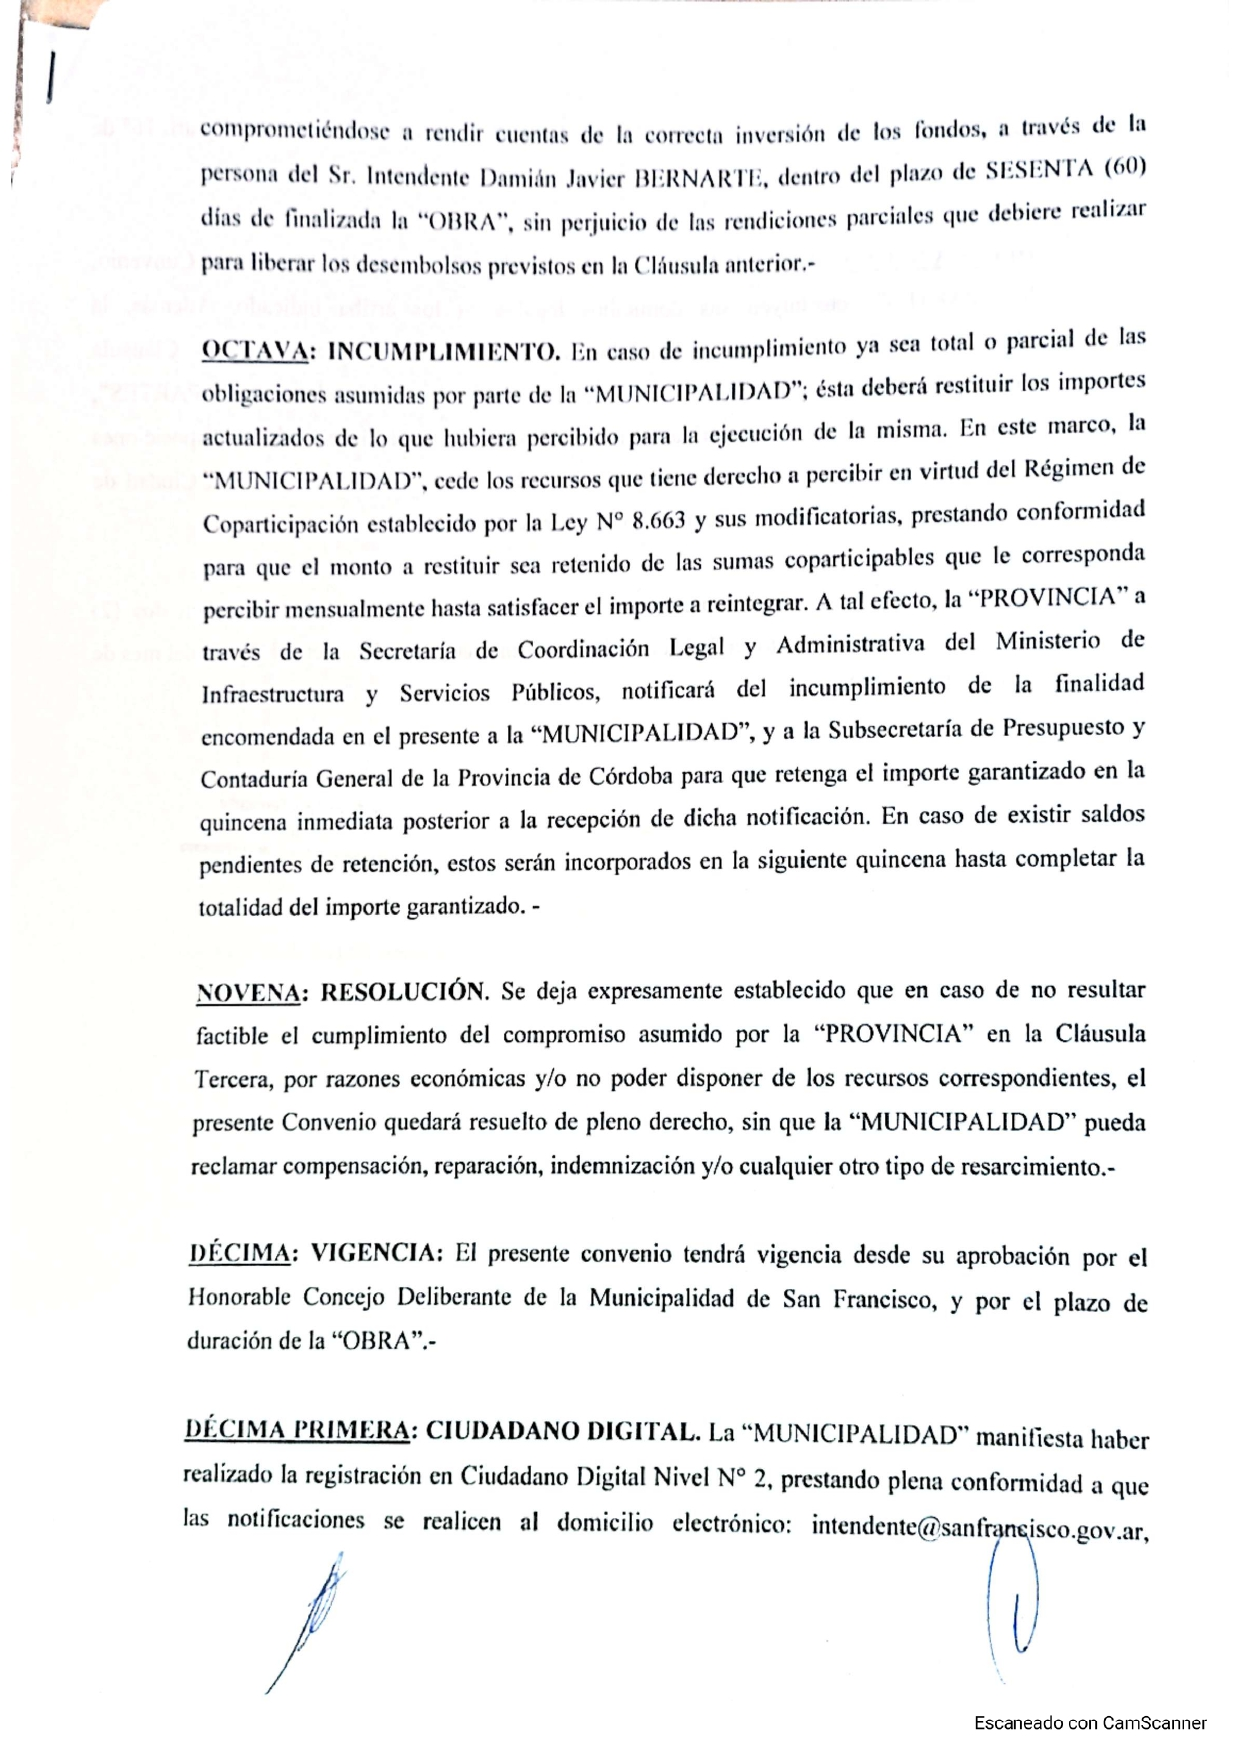 comprometiéndose a rendir cuentas de la correcta inversión de los fondos, a través de la
persona del Sr. Intendente Damián Javier BERNARTE, dentro del plazo de SESENTA (60)
días de finalizada la “OBRA”, sin perjuicio de las rendiciones parciales que debiere realizar
para liberar los desembolsos previstos en la Cláusula anterior.-
OCTAVA: INCUMPLIMIENTO. En caso de incumplimiento ya sea total o parcial de las
obligaciones asumidas por parte de la “MUNICIPALIDAD”; ésta deberá restituir los importes
actualizados de lo que hubiera percibido para la ejecución de la misma. En este marco, la
“MUNICIPALIDAD”, cede los recursos que tiene derecho a percibir en virtud del Régimen de
Coparticipación establecido por la Ley Nº 8.663 y sus modificatorias, prestando conformidad
para que el monto a restituir sea retenido de las sumas coparticipables que le corresponda
percibir mensualmente hasta satisfacer el importe a reintegrar. A tal efecto, la “PROVINCIA” a
través de la Secretaría de Coordinación Legal y Administrativa del Ministerio de
Infraestructura y Servicios Públicos, notificará del incumplimiento de la finalidad
encomendada en el presente a la “MUNICIPALIDAD”, y a la Subsecretaría de Presupuesto y
Contaduría General de la Provincia de Córdoba para que retenga el importe garantizado en la
quincena inmediata posterior a la recepción de dicha notificación. En caso de existir saldos
pendientes de retención, estos serán incorporados en la siguiente quincena hasta completar la
totalidad del importe garantizado. -
NOVENA: RESOLUCIÓN. Se deja expresamente establecido que en caso de no resultar
factible el cumplimiento del compromiso asumido por la “PROVINCIA” en la Cláusula
Tercera, por razones económicas y/o no poder disponer de los recursos correspondientes, el
presente Convenio quedará resuelto de pleno derecho, sin que la “MUNICIPALIDAD” pueda
reclamar compensación, reparación, indemnización y/o cualquier otro tipo de resarcimiento.-
DÉCIMA: VIGENCIA: El presente convenio tendrá vigencia desde su aprobación por el
Honorable Concejo Deliberante de la Municipalidad de San Francisco, y por el plazo de
duración de la “OBRA”.-
DÉCIMA PRIMERA: CIUDADANO DIGITAL. La “MUNICIPALIDAD” manifiesta haber
realizado la registración en Ciudadano Digital Nivel Nº 2, prestando plena conformidad a que
las notificaciones se realicen al domicilio electrónico: intendente@sanfrancisco.gov.ar,
Escaneado con CamScanner